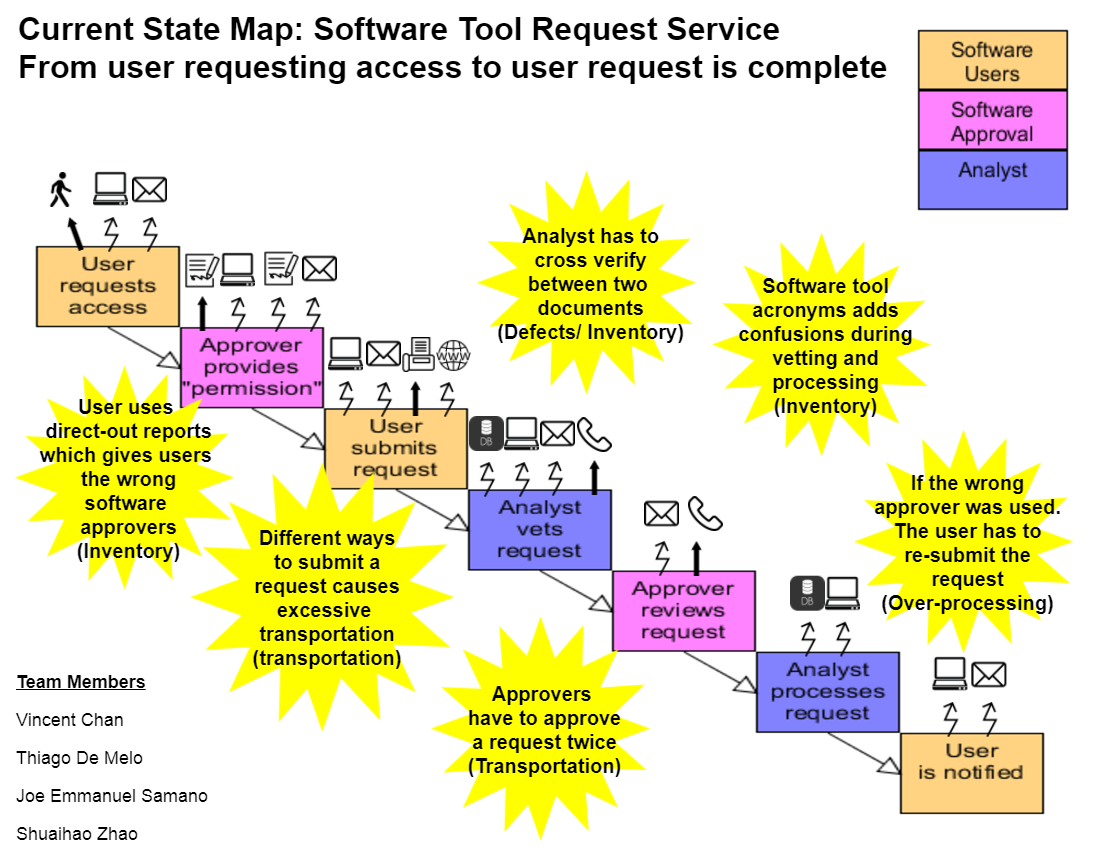 Current State Map: Software Tool Request Service
From user requesting access to user request is complete
Software
Users
Software
Approval
Analyst
User
requests
access
Approver
provides
"permission"
WWW
User
submits
request
DB
Analyst
vets
request
Approver
reviews
request
DB
Analyst
processes
request
User
is notified
Analyst has to
cross verify
between two
documents
(Defects/ Inventory)
Software tool
acronyms adds
confusions during
vetting and
processing
(Inventory)
User uses
direct-out reports
which gives users
the wrong
software
approvers
(Inventory)
Different ways
to submit a
request causes
excessive
transportation
(transportation)
If the wrong
approver was used.
The user has to
re-submit the
request
(Over-processing)
Approvers
have to approve
a request twice
(Transportation)
Team Members
Vincent Chan
Thiago De Melo
Joe Emmanuel Samano
Shuaihao Zhao